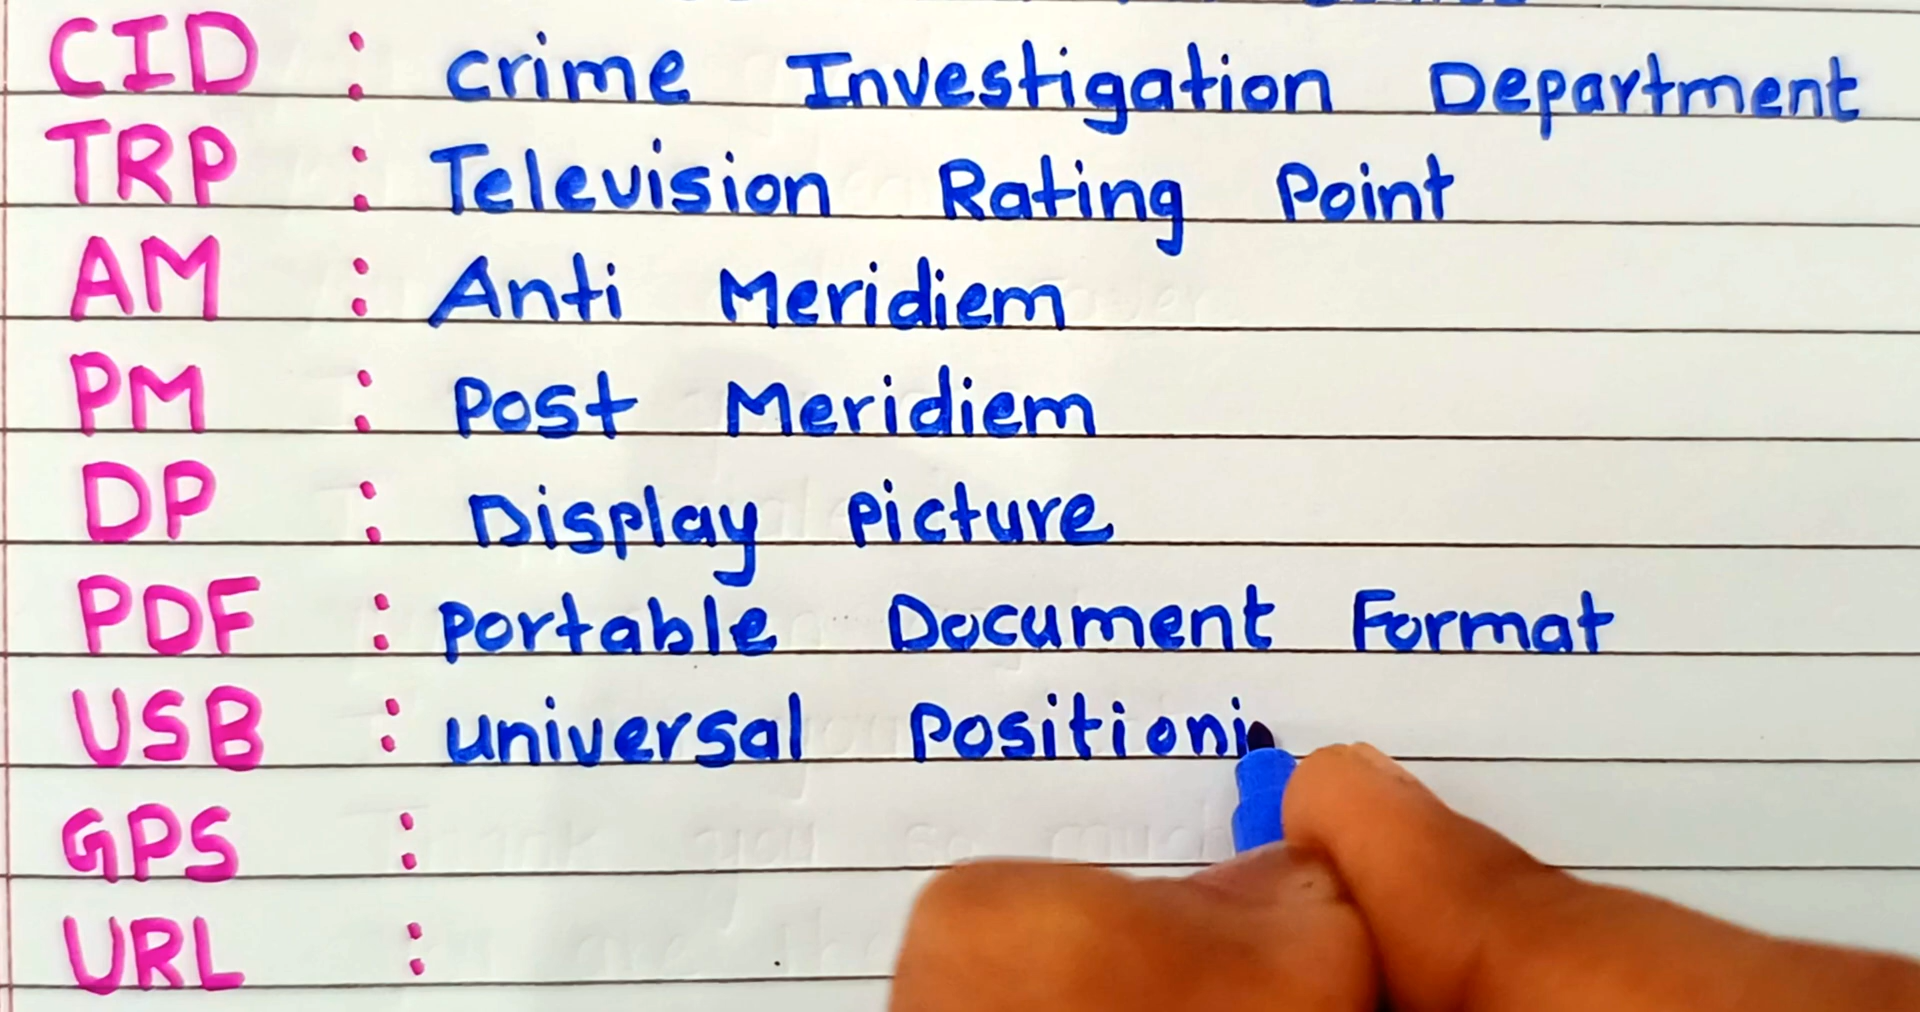 CID : Crime Investigation Department
TRP : Television Rating Point
AM : Anti Meridiem
PM : Post Meridiem
DP : Display Picture
PDF : Portable Document Format
USB : Universal Positioni
GPS :
URL :